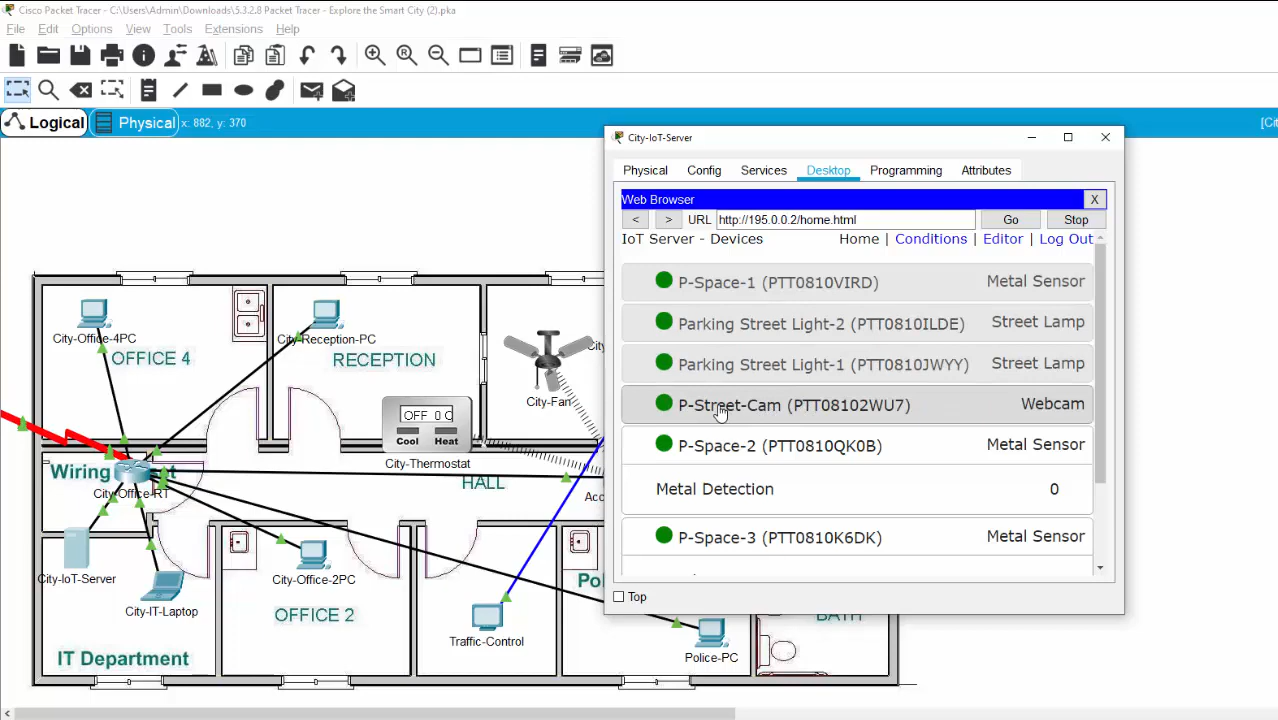 Cisco Packet Tracer - C:\Users\Admin\Downloads\5.3.2.8 Packet Tracer - Explore the Smart City (2).pka
File Edit Options View Tools Extensions Help
Logical Physical x: 882, y: 370 [Ci
City-IoT-Server
Physical Config Services Desktop Programming Attributes
Web Browser X
< > URL http://195.0.0.2/home.html Go Stop
IoT Server - Devices Home | Conditions | Editor | Log Out
P-Space-1 (PTT0810VIRD) Metal Sensor
Parking Street Light-2 (PTT0810ILDE) Street Lamp
Parking Street Light-1 (PTT0810JWYY) Street Lamp
P-Street-Cam (PTT08102WU7) Webcam
P-Space-2 (PTT0810QK0B) Metal Sensor
Metal Detection 0
P-Space-3 (PTT0810K6DK) Metal Sensor
Top
City-Office-4PC
OFFICE 4
City-Reception-PC
RECEPTION
City-Fan
OFF 0 C
Cool Heat
City-Thermostat
Wiring
City-Office-RT
HALL
City-IoT-Server
City-IT-Laptop
IT Department
City-Office-2PC
OFFICE 2
Traffic-Control
Police-PC
BATH